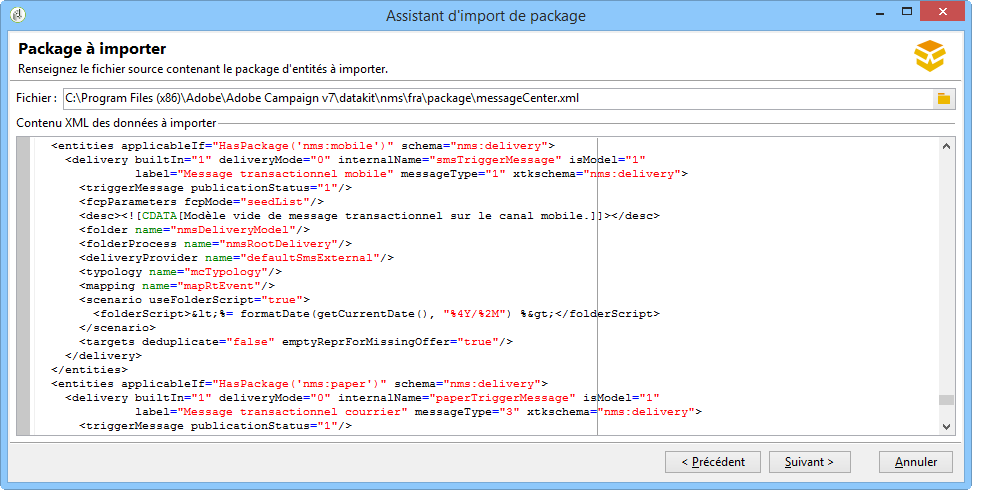 Assistant d'import de package
Package à importer
Renseignez le fichier source contenant le package d'entités à importer.
Fichier : C:\Program Files (x86)\Adobe\Adobe Campaign v7\datakit\nms\fra\package\messageCenter.xml
Contenu XML des données à importer
<entities applicableIf="HasPackage('nms:mobile')" schema="nms:delivery">
<delivery builtIn="1" deliveryMode="0" internalName="smsTriggerMessage" isModel="1"
label="Message transactionnel mobile" messageType="1" xtkschema="nms:delivery">
<triggerMessage publicationStatus="1"/>
<fcpParameters fcpMode="seedList"/>
<desc><![CDATA[Modèle vide de message transactionnel sur le canal mobile.]]></desc>
<folder name="nmsDeliveryModel"/>
<folderProcess name="nmsRootDelivery"/>
<deliveryProvider name="defaultSmsExternal"/>
<typology name="mcTypology"/>
<mapping name="mapRtEvent"/>
<scenario useFolderScript="true">
<folderScript>&lt;%= formatDate(getCurrentDate(), "%4Y/%2M") %&gt;</folderScript>
</scenario>
<targets deduplicate="false" emptyReprForMissingOffer="true"/>
</delivery>
</entities>
<entities applicableIf="HasPackage('nms:paper')" schema="nms:delivery">
<delivery builtIn="1" deliveryMode="0" internalName="paperTriggerMessage" isModel="1"
label="Message transactionnel courrier" messageType="3" xtkschema="nms:delivery">
<triggerMessage publicationStatus="1"/>
< Précédent Suivant > Annuler